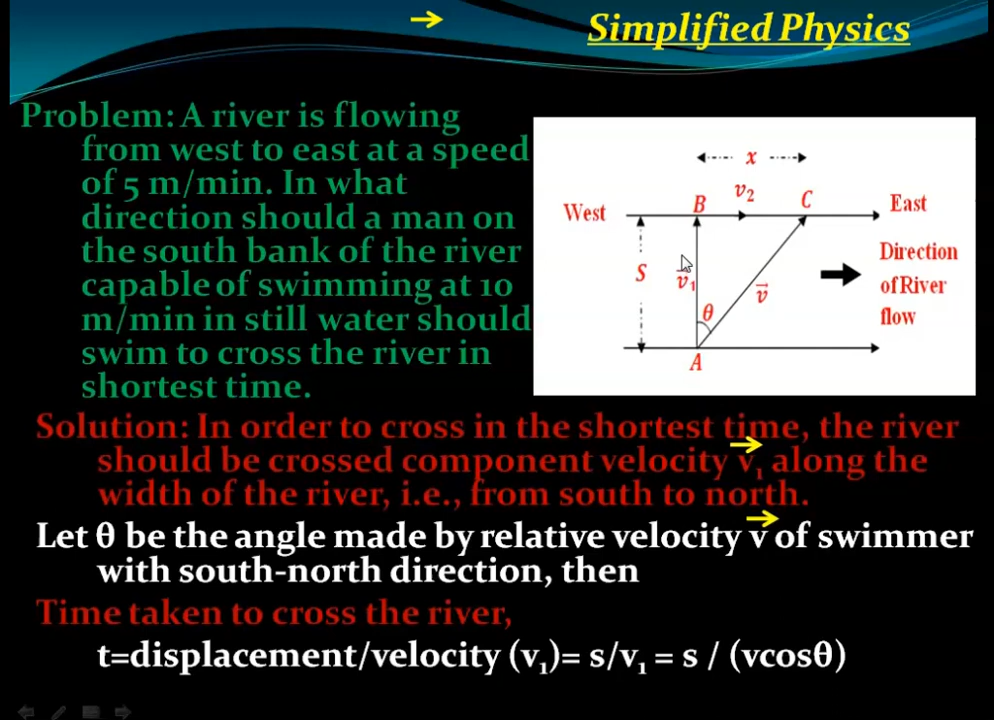 Simplified Physics
Problem: A river is flowing
from west to east at a speed
of 5 m/min. In what
direction should a man on
the south bank of the river
capable of swimming at 10
m/min in still water should
swim to cross the river in
shortest time.
x
West
B
v₂
C
East
S
v⃗₁
θ
v⃗
Direction
of River
flow
A
Solution: In order to cross in the shortest time, the river
should be crossed component velocity v⃗₁ along the
width of the river, i.e., from south to north.
Let θ be the angle made by relative velocity v⃗ of swimmer
with south-north direction, then
Time taken to cross the river,
t=displacement/velocity (v₁)= s/v₁ = s / (vcosθ)